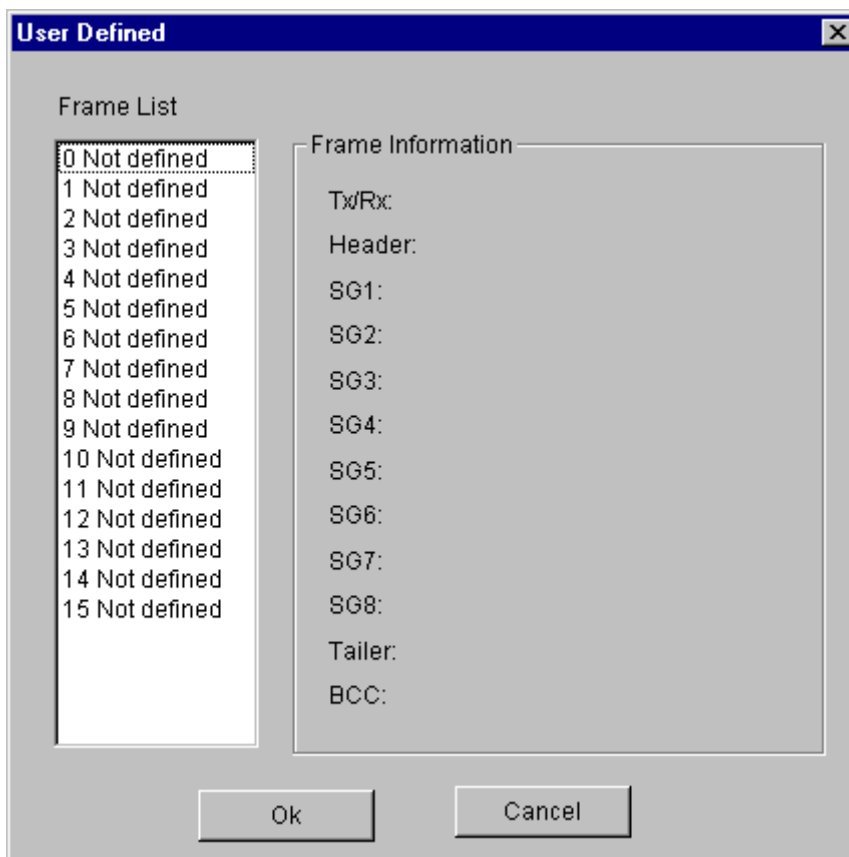 User Defined
Frame List
0 Not defined
1 Not defined
2 Not defined
3 Not defined
4 Not defined
5 Not defined
6 Not defined
7 Not defined
8 Not defined
9 Not defined
10 Not defined
11 Not defined
12 Not defined
13 Not defined
14 Not defined
15 Not defined
Frame Information
Tx/Rx:
Header:
SG1:
SG2:
SG3:
SG4:
SG5:
SG6:
SG7:
SG8:
Tailer:
BCC:
Ok
Cancel